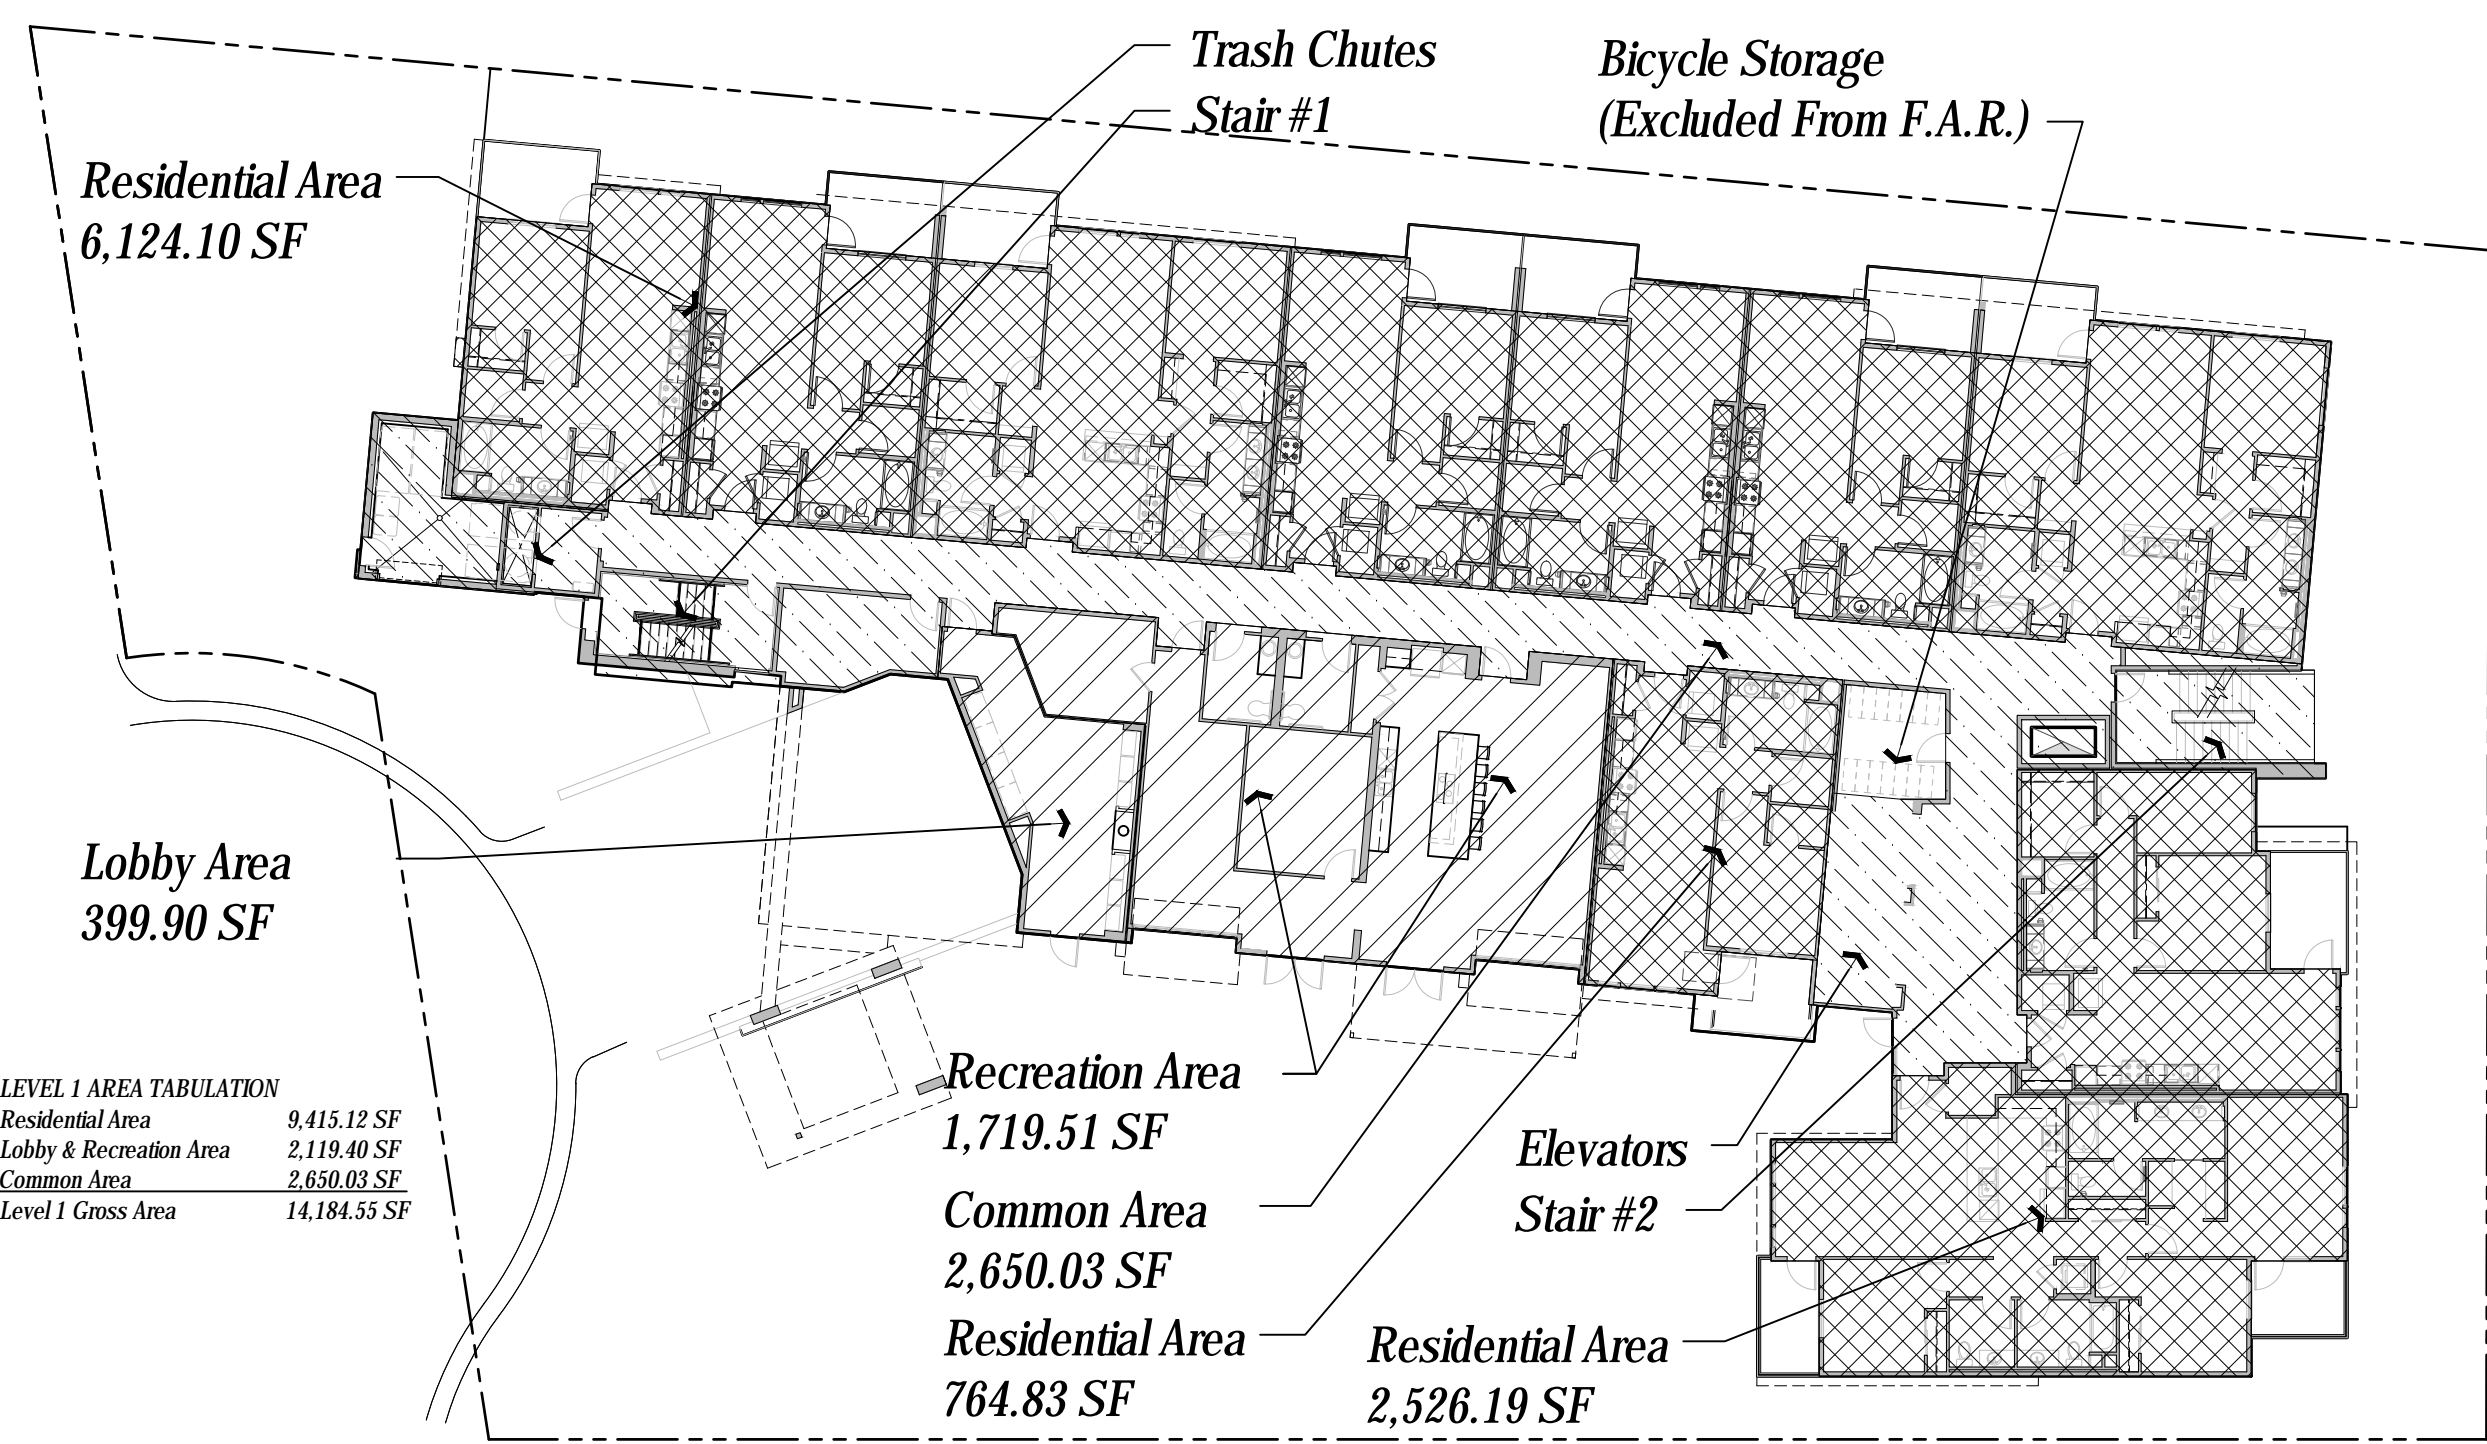 Trash Chutes
Stair #1
Bicycle Storage
(Excluded From F.A.R.)
Residential Area
6,124.10 SF
Lobby Area
399.90 SF
LEVEL 1 AREA TABULATION
Residential Area 9,415.12 SF
Lobby & Recreation Area 2,119.40 SF
Common Area 2,650.03 SF
Level 1 Gross Area 14,184.55 SF
Recreation Area
1,719.51 SF
Common Area
2,650.03 SF
Residential Area
764.83 SF
Elevators
Stair #2
Residential Area
2,526.19 SF